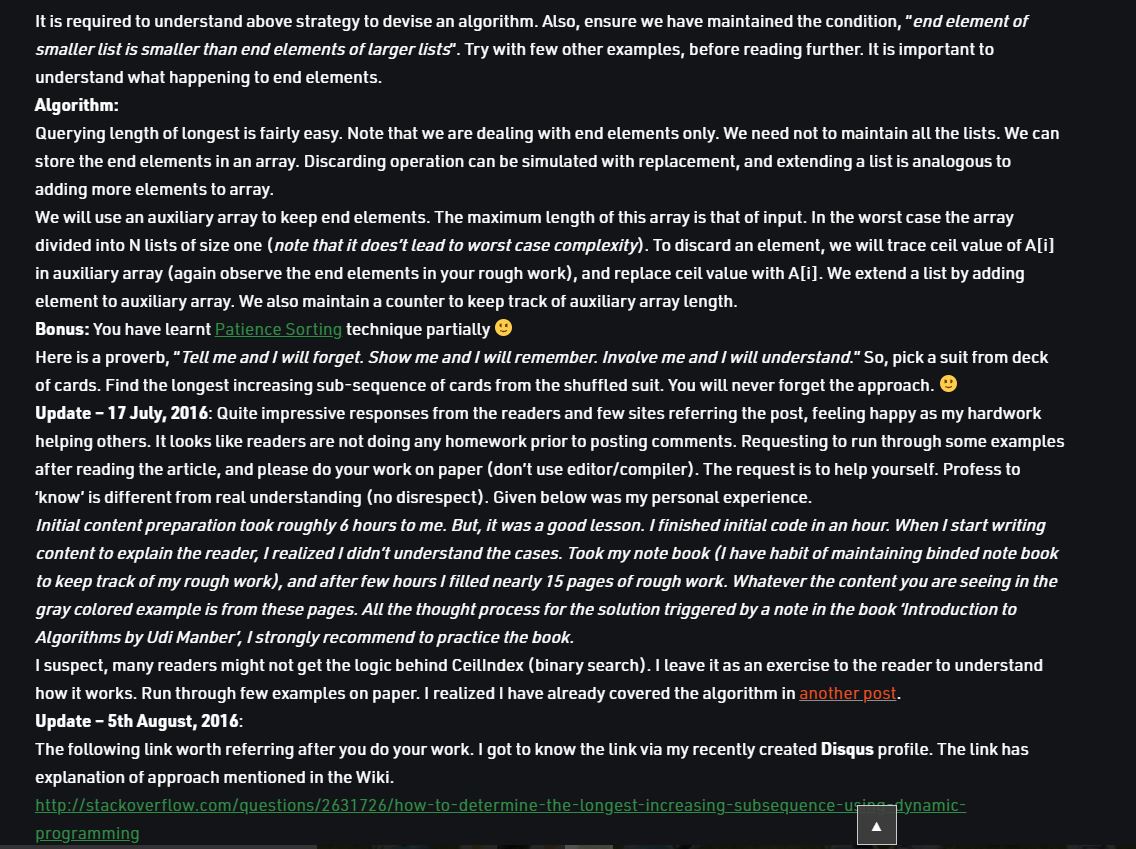 It is required to understand above strategy to devise an algorithm. Also, ensure we have maintained the condition, “end element of
smaller list is smaller than end elements of larger lists“. Try with few other examples, before reading further. It is important to
understand what happening to end elements.
Algorithm:
Querying length of longest is fairly easy. Note that we are dealing with end elements only. We need not to maintain all the lists. We can
store the end elements in an array. Discarding operation can be simulated with replacement, and extending a list is analogous to
adding more elements to array.
We will use an auxiliary array to keep end elements. The maximum length of this array is that of input. In the worst case the array
divided into N lists of size one (note that it does’t lead to worst case complexity). To discard an element, we will trace ceil value of A[i]
in auxiliary array (again observe the end elements in your rough work), and replace ceil value with A[i]. We extend a list by adding
element to auxiliary array. We also maintain a counter to keep track of auxiliary array length.
Bonus: You have learnt Patience Sorting technique partially 🙂
Here is a proverb, “Tell me and I will forget. Show me and I will remember. Involve me and I will understand.” So, pick a suit from deck
of cards. Find the longest increasing sub-sequence of cards from the shuffled suit. You will never forget the approach. 🙂
Update – 17 July, 2016: Quite impressive responses from the readers and few sites referring the post, feeling happy as my hardwork
helping others. It looks like readers are not doing any homework prior to posting comments. Requesting to run through some examples
after reading the article, and please do your work on paper (don’t use editor/compiler). The request is to help yourself. Profess to
‘know’ is different from real understanding (no disrespect). Given below was my personal experience.
Initial content preparation took roughly 6 hours to me. But, it was a good lesson. I finished initial code in an hour. When I start writing
content to explain the reader, I realized I didn’t understand the cases. Took my note book (I have habit of maintaining binded note book
to keep track of my rough work), and after few hours I filled nearly 15 pages of rough work. Whatever the content you are seeing in the
gray colored example is from these pages. All the thought process for the solution triggered by a note in the book ‘Introduction to
Algorithms by Udi Manber’, I strongly recommend to practice the book.
I suspect, many readers might not get the logic behind CeilIndex (binary search). I leave it as an exercise to the reader to understand
how it works. Run through few examples on paper. I realized I have already covered the algorithm in another post.
Update – 5th August, 2016:
The following link worth referring after you do your work. I got to know the link via my recently created Disqus profile. The link has
explanation of approach mentioned in the Wiki.
http://stackoverflow.com/questions/2631726/how-to-determine-the-longest-increasing-subsequence-using-dynamic-
programming